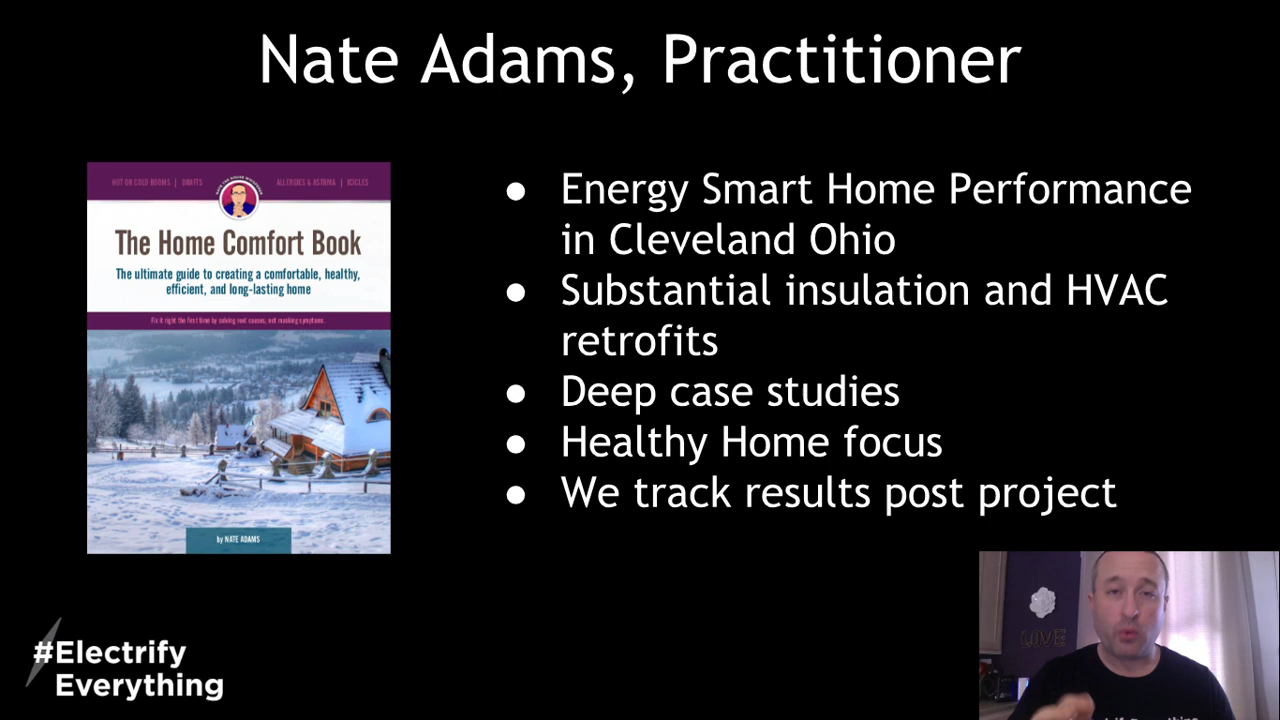 Nate Adams, Practitioner
HOT OR COLD ROOMS | DRAFTS
ALLERGIES & ASTHMA | ICICLES
The Home Comfort Book
The ultimate guide to creating a comfortable, healthy,
efficient, and long-lasting home
Fix it right the first time by solving root causes, not masking symptoms.
by NATE ADAMS
● Energy Smart Home Performance
in Cleveland Ohio
● Substantial insulation and HVAC
retrofits
● Deep case studies
● Healthy Home focus
● We track results post project
#Electrify
Everything
LOVE